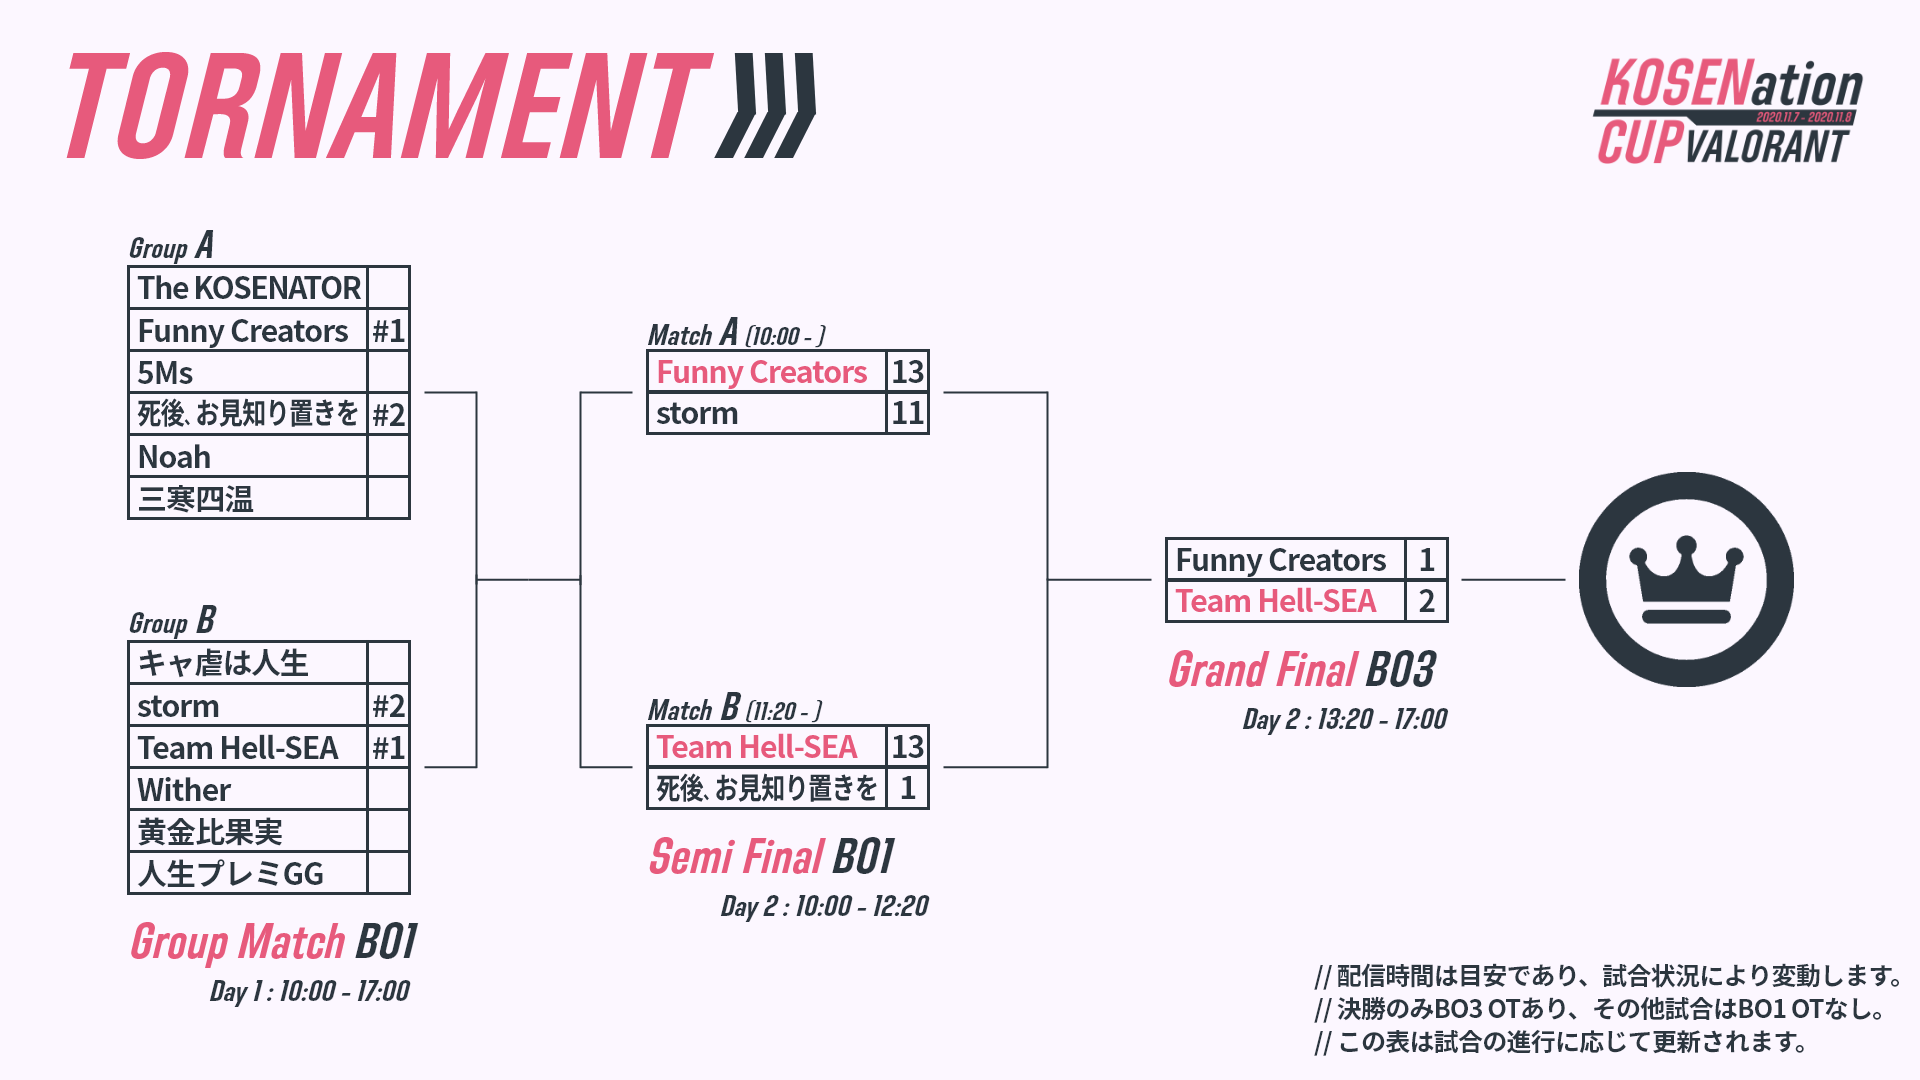 TORNAMENT
KOSENation
2020.11.7 - 2020.11.8
CUP VALORANT
Group A
The KOSENATOR
Funny Creators #1
5Ms
死後、お見知り置きを #2
Noah
三寒四温
Group B
キャ虐は人生
storm #2
Team Hell-SEA #1
Wither
黄金比果実
人生プレミGG
Group Match BO1
Day 1 : 10:00 - 17:00
Match A (10:00 - )
Funny Creators 13
storm 11
Match B (11:20 - )
Team Hell-SEA 13
死後、お見知り置きを 1
Semi Final BO1
Day 2 : 10:00 - 12:20
Funny Creators 1
Team Hell-SEA 2
Grand Final BO3
Day 2 : 13:20 - 17:00
// 配信時間は目安であり、試合状況により変動します。
// 決勝のみBO3 OTあり、その他試合はBO1 OTなし。
// この表は試合の進行に応じて更新されます。